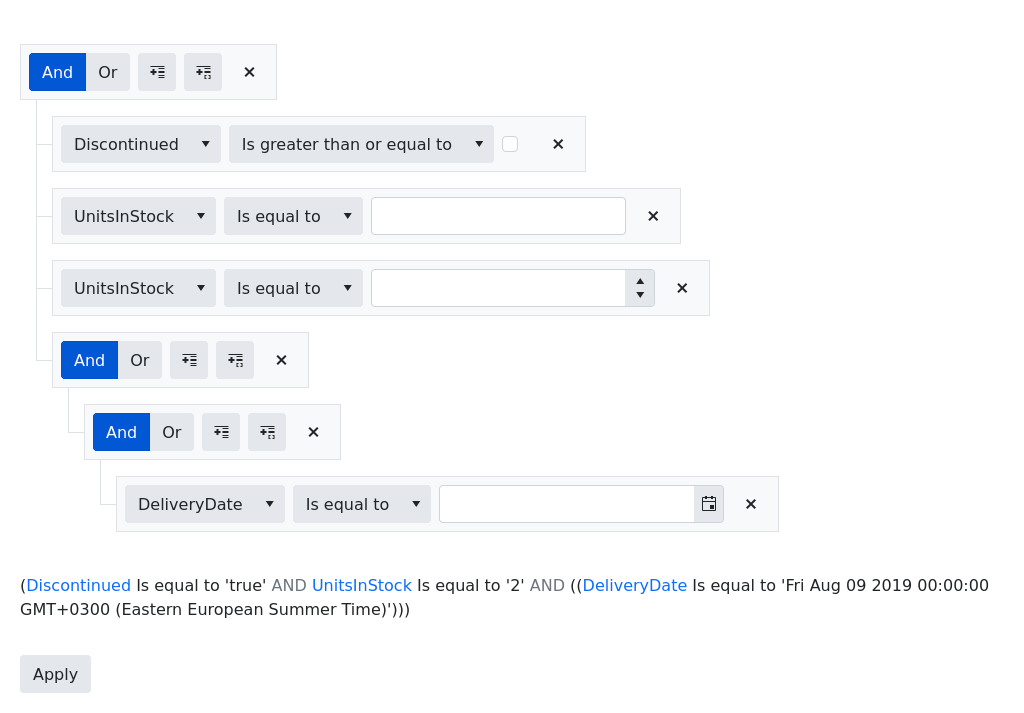 And Or
Discontinued Is greater than or equal to
UnitsInStock Is equal to
UnitsInStock Is equal to
And Or
And Or
DeliveryDate Is equal to
(Discontinued Is equal to 'true' AND UnitsInStock Is equal to '2' AND ((DeliveryDate Is equal to 'Fri Aug 09 2019 00:00:00
GMT+0300 (Eastern European Summer Time)')))
Apply